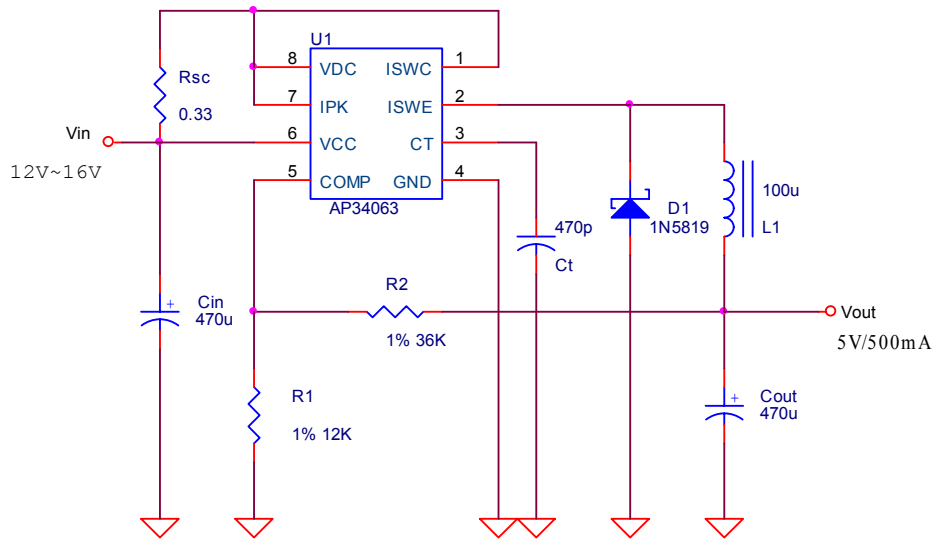 U1
Rsc
0.33
8 VDC ISWC 1
7 IPK ISWE 2
6 VCC CT 3
5 COMP GND 4
AP34063
Vin
12V~16V
470p
Ct
D1
1N5819
100u
L1
Cin
470u
R2
1% 36K
Vout
5V/500mA
R1
1% 12K
Cout
470u
+
+